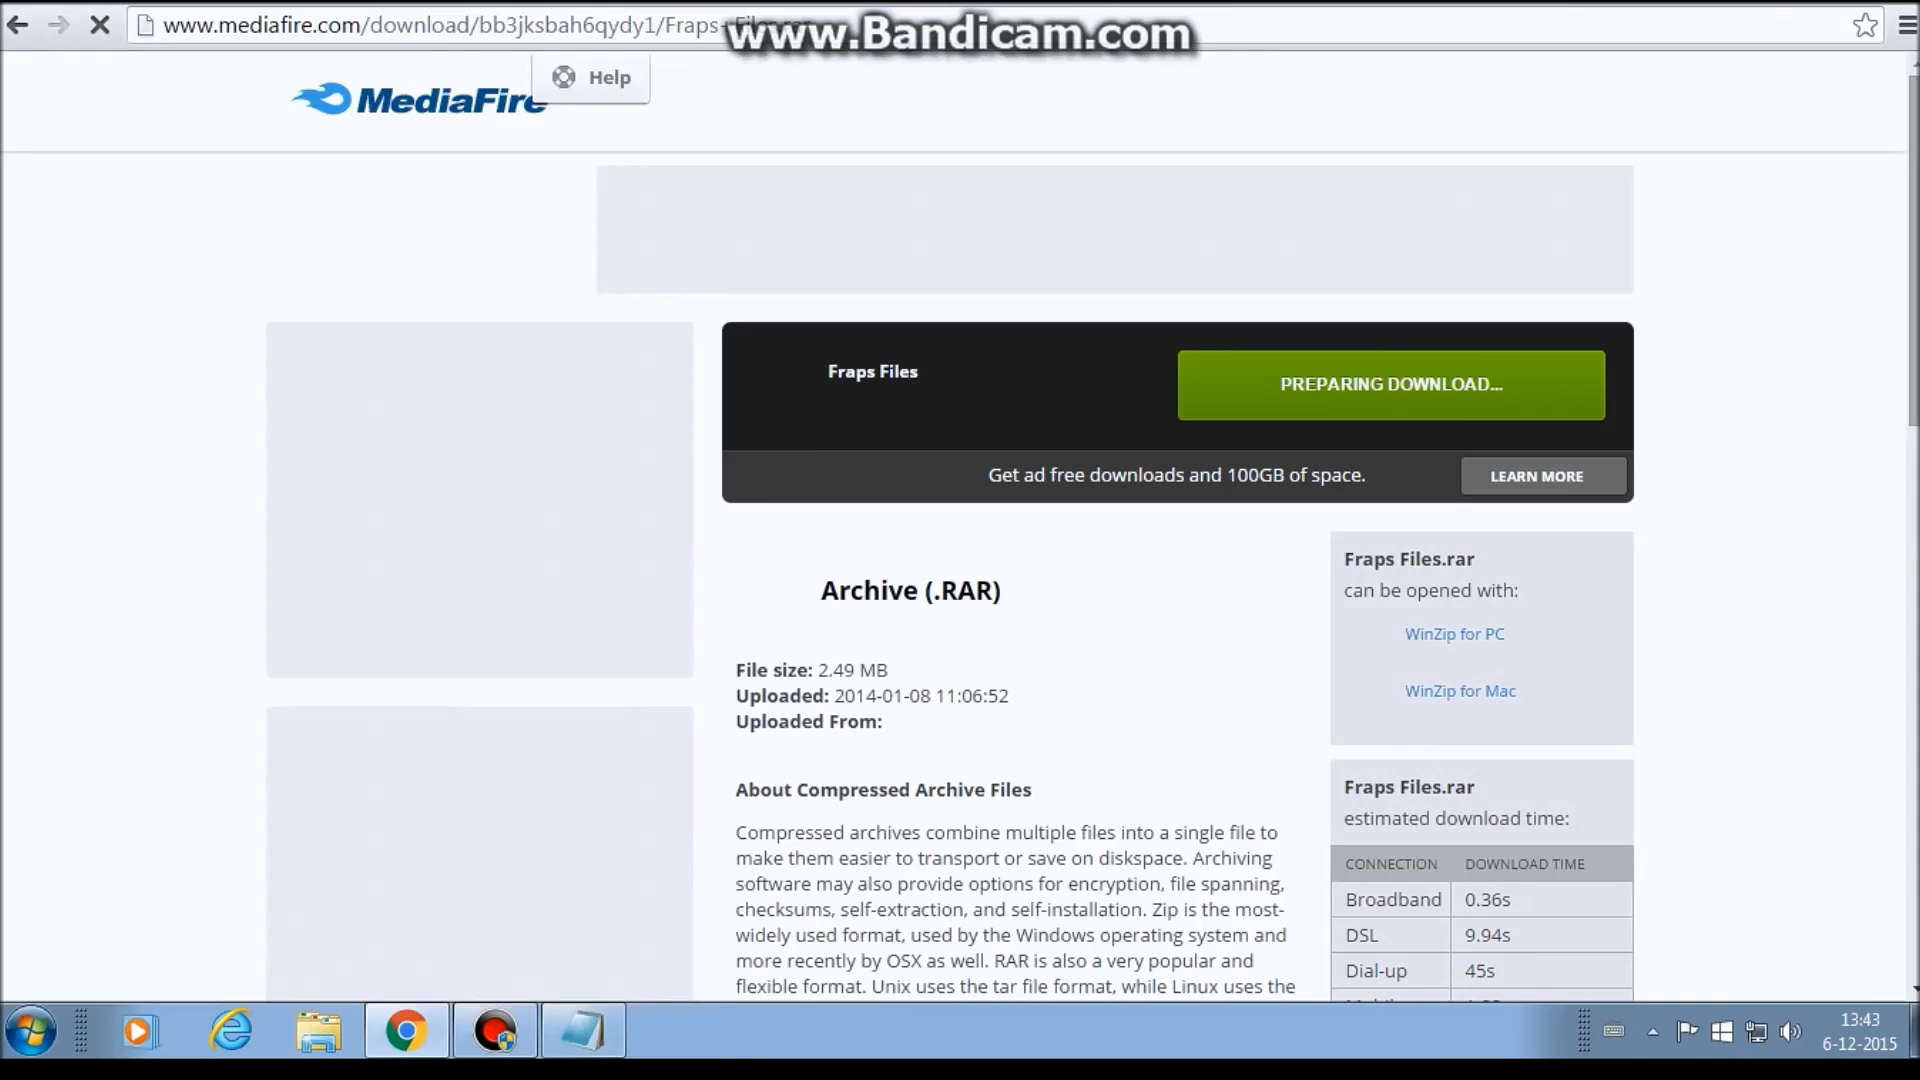 www.mediafire.com/download/bb3jksbah6qydy1/Fraps
www.Bandicam.com
Help
MediaFire
Fraps Files
PREPARING DOWNLOAD...
Get ad free downloads and 100GB of space.
LEARN MORE
Archive (.RAR)
File size: 2.49 MB
Uploaded: 2014-01-08 11:06:52
Uploaded From:
About Compressed Archive Files
Compressed archives combine multiple files into a single file to
make them easier to transport or save on diskspace. Archiving
software may also provide options for encryption, file spanning,
checksums, self-extraction, and self-installation. Zip is the most-
widely used format, used by the Windows operating system and
more recently by OSX as well. RAR is also a very popular and
flexible format. Unix uses the tar file format, while Linux uses the
Fraps Files.rar
can be opened with:
WinZip for PC
WinZip for Mac
Fraps Files.rar
estimated download time:
CONNECTION DOWNLOAD TIME
Broadband 0.36s
DSL 9.94s
Dial-up 45s
13:43
6-12-2015